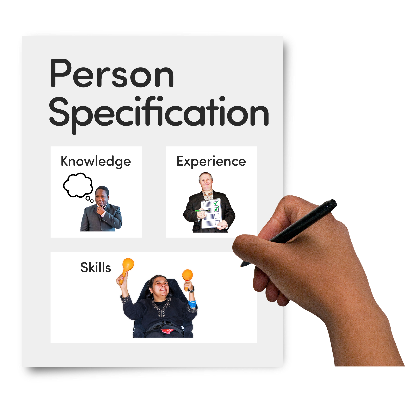 Person
Specification
Knowledge
Experience
Skills